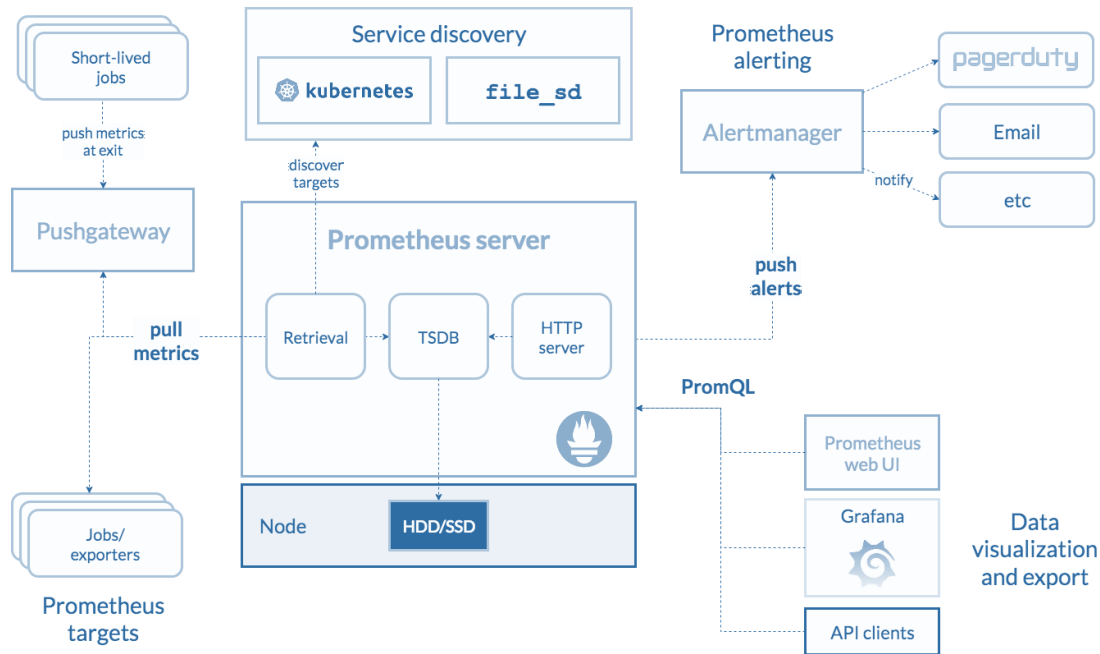 Short-lived
jobs
push metrics
at exit
Pushgateway
pull
metrics
Jobs/
exporters
Prometheus
targets
Service discovery
kubernetes
file_sd
discover
targets
Prometheus server
Retrieval
TSDB
HTTP
server
Node
HDD/SSD
Prometheus
alerting
Alertmanager
pagerduty
Email
notify
etc
push
alerts
PromQL
Prometheus
web UI
Grafana
API clients
Data
visualization
and export